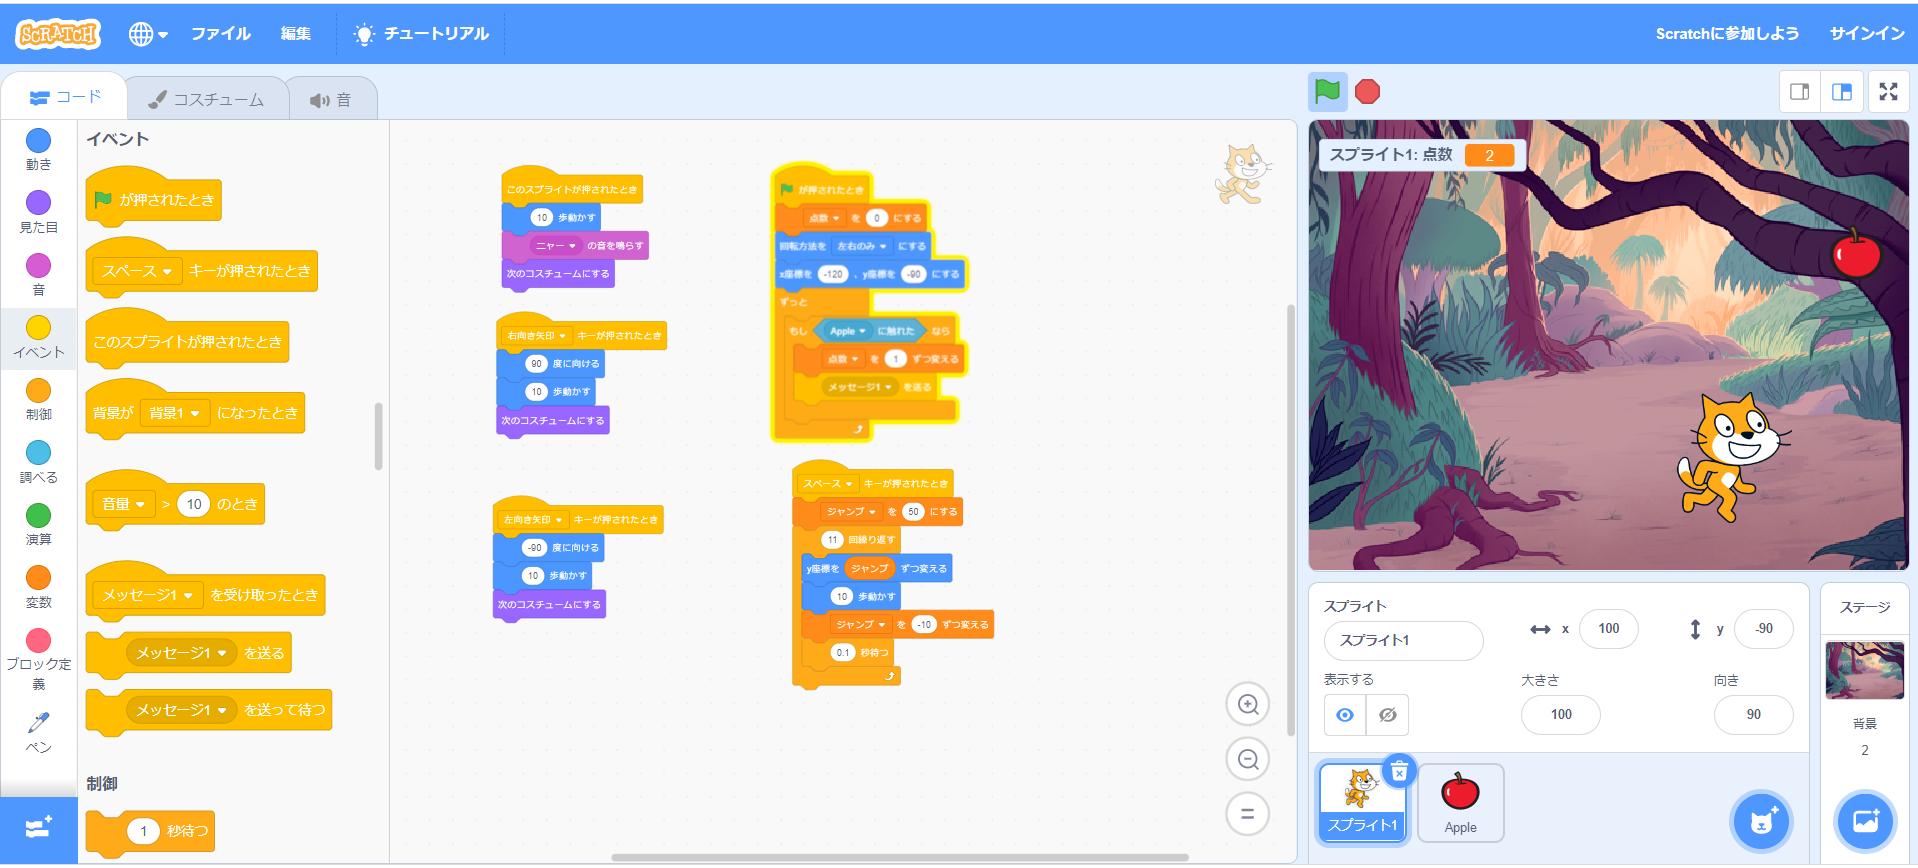 SCRATCH
ファイル
編集
チュートリアル
Scratchに参加しよう
サインイン
コード
コスチューム
音
動き
見た目
音
イベント
制御
調べる
演算
変数
ブロック定
義
ペン
イベント
が押されたとき
スペース キーが押されたとき
このスプライトが押されたとき
背景が 背景1 になったとき
音量 > 10 のとき
メッセージ1 を受け取ったとき
メッセージ1 を送る
メッセージ1 を送って待つ
制御
1 秒待つ
このスプライトが押されたとき
10 歩動かす
ニャー の音を鳴らす
次のコスチュームにする
右向き矢印 キーが押されたとき
90 度に向ける
10 歩動かす
次のコスチュームにする
左向き矢印 キーが押されたとき
-90 度に向ける
10 歩動かす
次のコスチュームにする
が押されたとき
点数 を 0 にする
回転方法を 左右のみ にする
x座標を -120 、y座標を -90 にする
ずっと
もし Apple に触れた なら
点数 を 1 ずつ変える
メッセージ1 を送る
スペース キーが押されたとき
ジャンプ を 50 にする
11 回繰り返す
y座標を ジャンプ ずつ変える
10 歩動かす
ジャンプ を -10 ずつ変える
0.1 秒待つ
スプライト1: 点数 2
スプライト
スプライト1
x 100
y -90
表示する
大きさ
100
向き
90
スプライト1
Apple
ステージ
背景
2